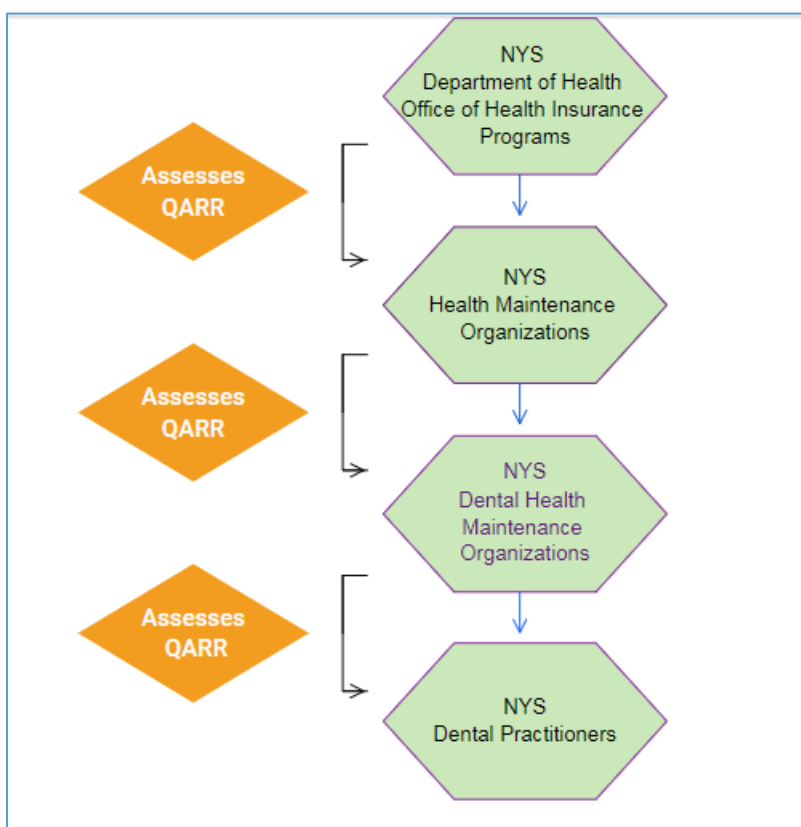 NYS
Department of Health
Office of Health Insurance
Programs
Assesses
QARR
NYS
Health Maintenance
Organizations
Assesses
QARR
NYS
Dental Health
Maintenance
Organizations
Assesses
QARR
NYS
Dental Practitioners